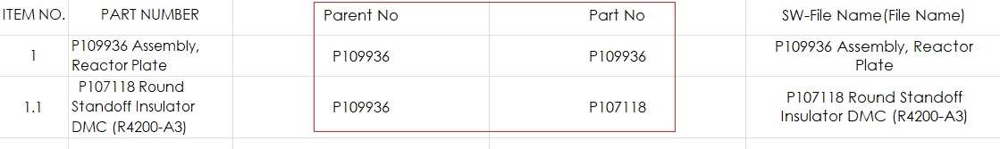 ITEM NO. PART NUMBER Parent No Part No SW-File Name(File Name)
1 P109936 Assembly, Reactor Plate P109936 P109936 P109936 Assembly, Reactor Plate
1.1 P107118 Round Standoff Insulator DMC (R4200-A3) P109936 P107118 P107118 Round Standoff Insulator DMC (R4200-A3)